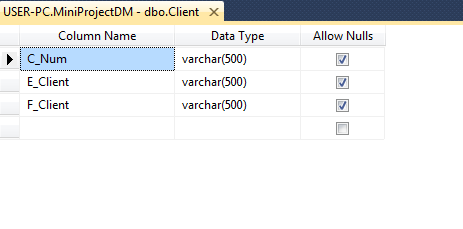 USER-PC.MiniProjectDM - dbo.Client
Column Name Data Type Allow Nulls
C_Num varchar(500)
E_Client varchar(500)
F_Client varchar(500)